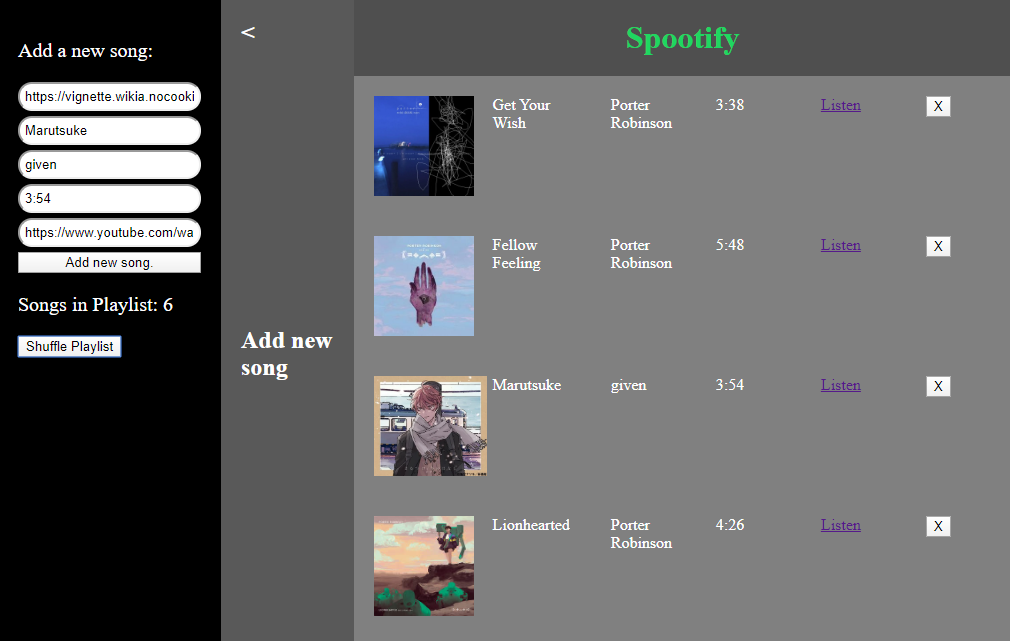 Add a new song:
https://vignette.wikia.nocooki
Marutsuke
given
3:54
https://www.youtube.com/wa
Add new song.
Songs in Playlist: 6
Shuffle Playlist
<
Add new
song
Spootify
Get Your
Wish
Porter
Robinson
3:38
Listen
X
Fellow
Feeling
Porter
Robinson
5:48
Listen
X
Marutsuke
given
3:54
Listen
X
Lionhearted
Porter
Robinson
4:26
Listen
X